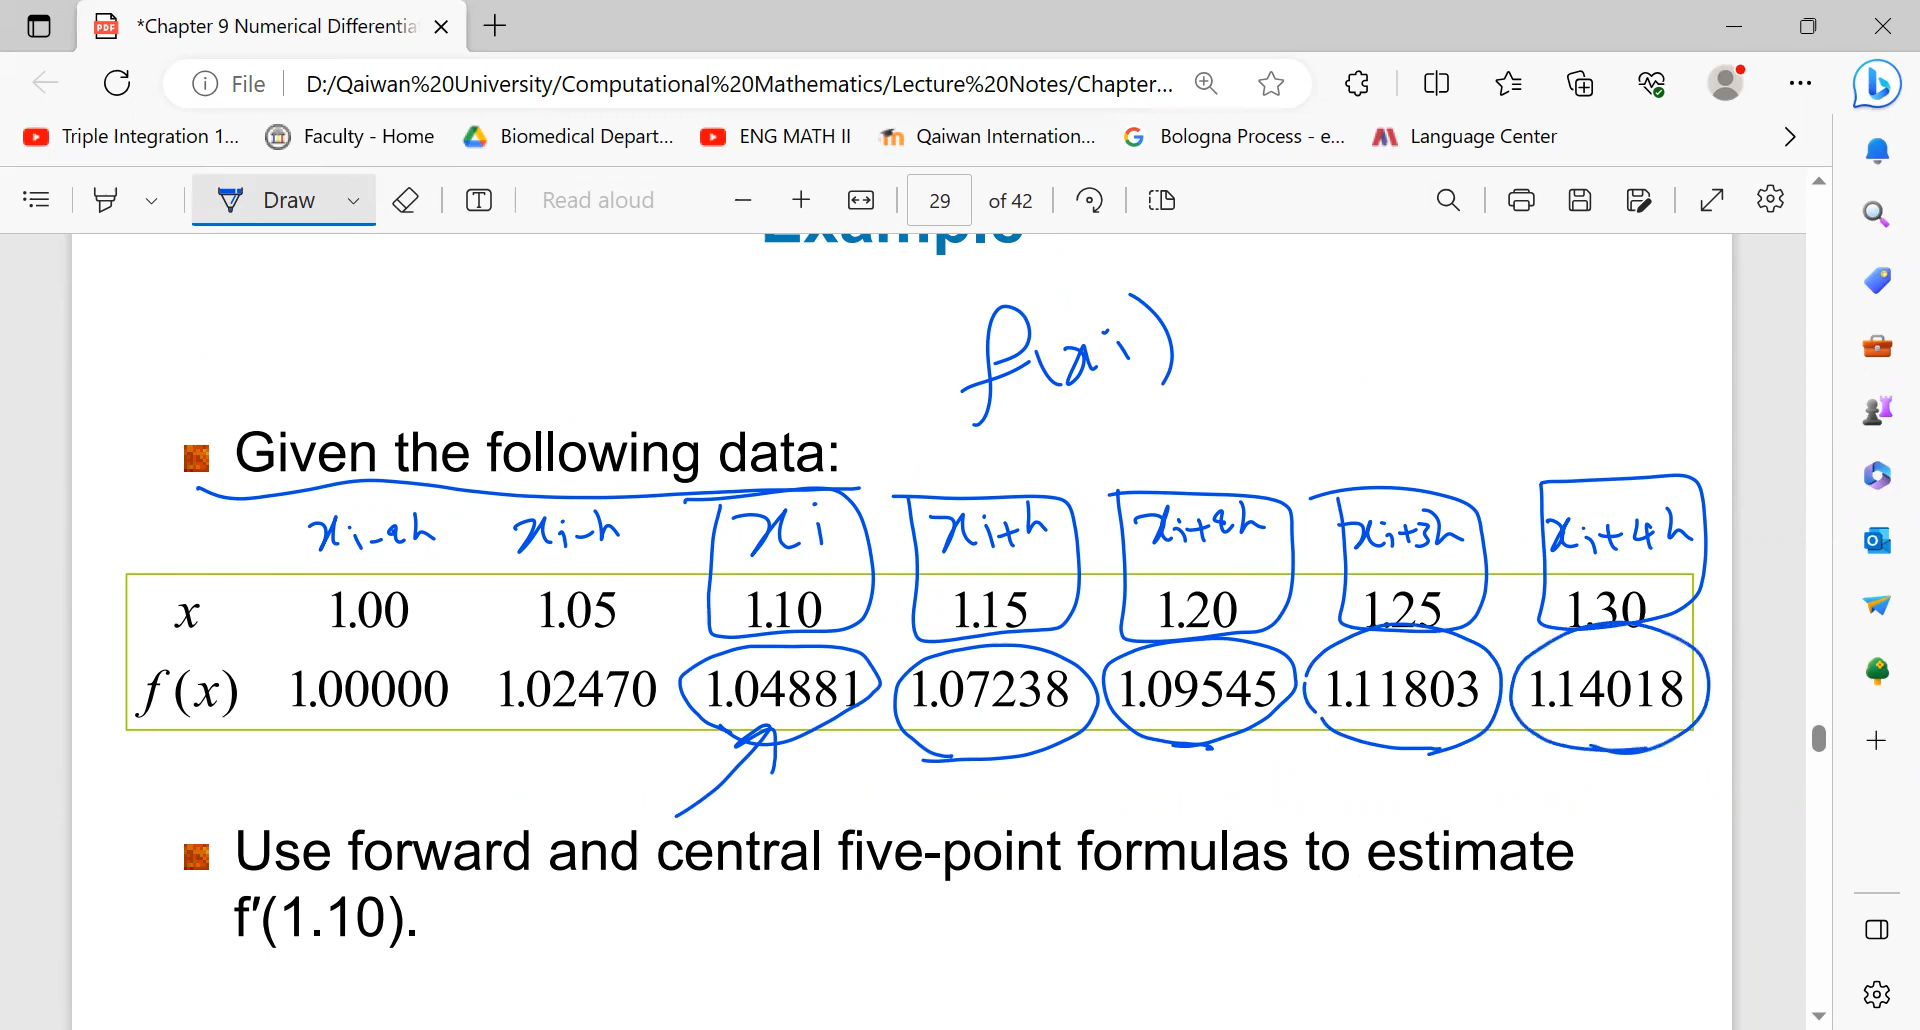 *Chapter 9 Numerical Differentia
File D:/Qaiwan%20University/Computational%20Mathematics/Lecture%20Notes/Chapter...
Triple Integration 1... Faculty - Home Biomedical Depart... ENG MATH II Qaiwan Internation... Bologna Process - e... Language Center
Draw T Read aloud 29 of 42
Example
f(xi)
Given the following data:
xi-2h xi-h xi xi+h xi+2h xi+3h xi+4h
x 1.00 1.05 1.10 1.15 1.20 1.25 1.30
f(x) 1.00000 1.02470 1.04881 1.07238 1.09545 1.11803 1.14018
Use forward and central five-point formulas to estimate
f′(1.10).